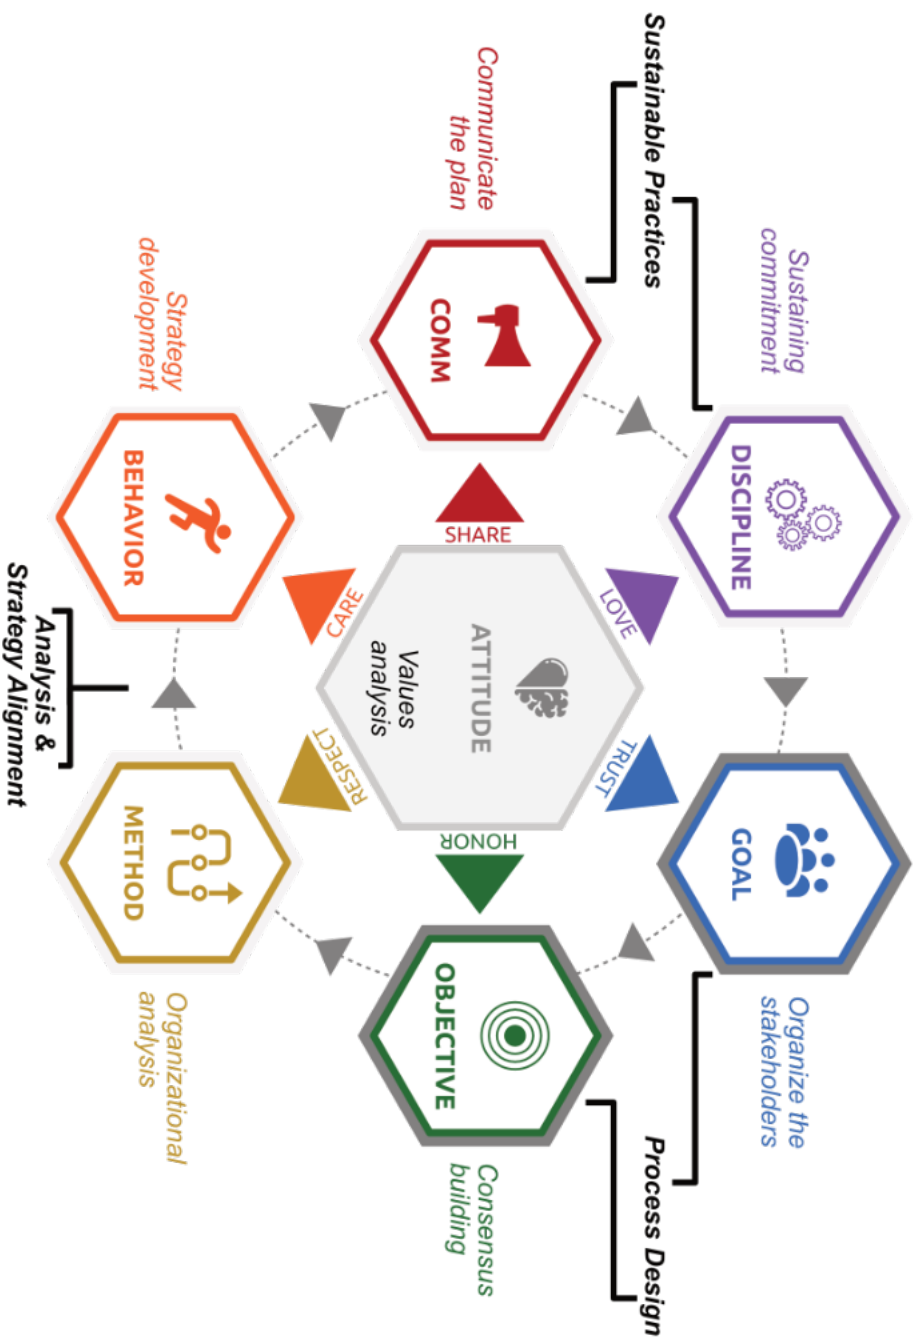 Sustaining
commitment
DISCIPLINE
GOAL
Organize the
stakeholders
Sustainable Practices
Process Design
LOVE
TRUST
Communicate
the plan
COMM
SHARE
ATTITUDE
Values
analysis
HONOR
OBJECTIVE
Consensus
building
CARE
RESPECT
Strategy
development
BEHAVIOR
METHOD
Organizational
analysis
Analysis &
Strategy Alignment